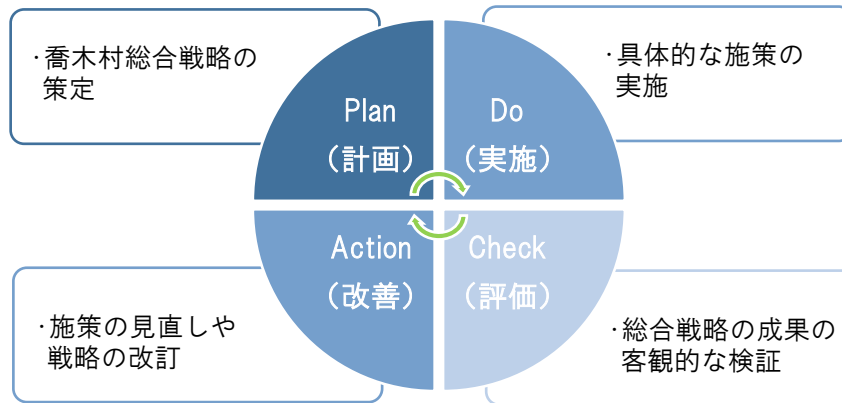 ・喬木村総合戦略の
策定
Plan
（計画）
Do
（実施）
・具体的な施策の
実施
・施策の見直しや
戦略の改訂
Action
（改善）
Check
（評価）
・総合戦略の成果の
客観的な検証